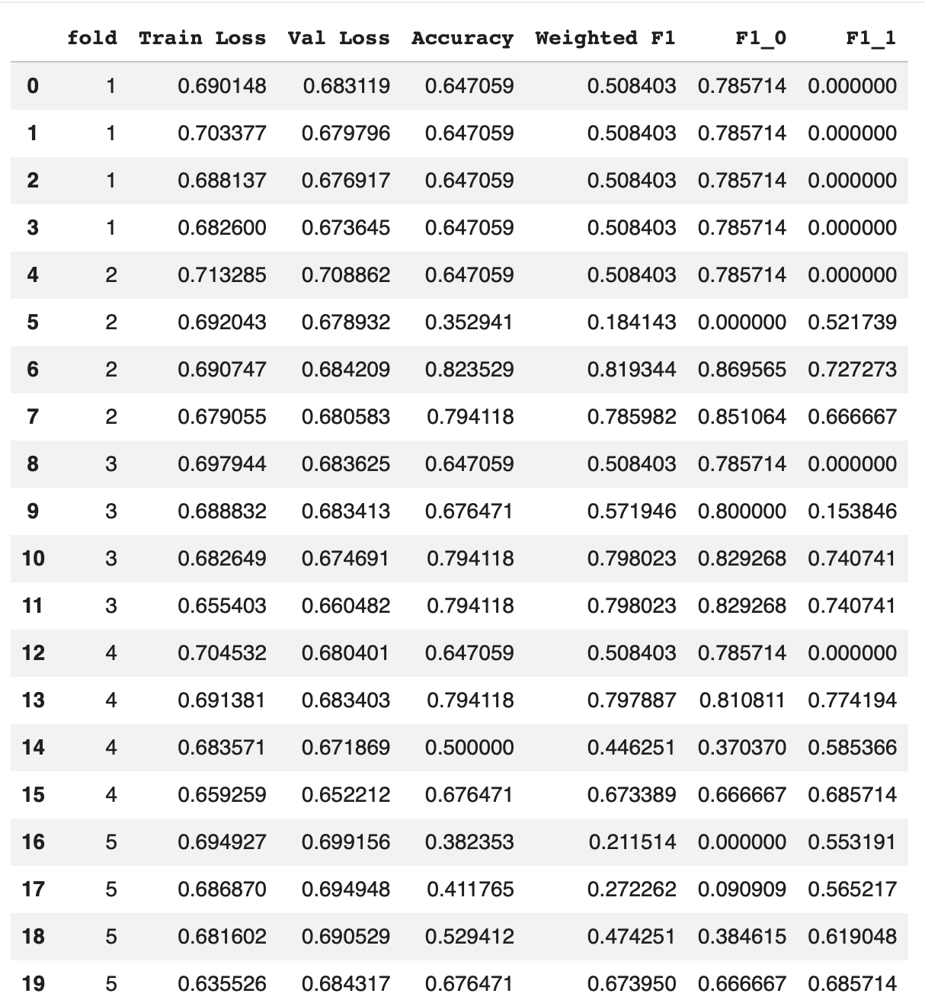 fold Train Loss Val Loss Accuracy Weighted F1 F1_0 F1_1
0 1 0.690148 0.683119 0.647059 0.508403 0.785714 0.000000
1 1 0.703377 0.679796 0.647059 0.508403 0.785714 0.000000
2 1 0.688137 0.676917 0.647059 0.508403 0.785714 0.000000
3 1 0.682600 0.673645 0.647059 0.508403 0.785714 0.000000
4 2 0.713285 0.708862 0.647059 0.508403 0.785714 0.000000
5 2 0.692043 0.678932 0.352941 0.184143 0.000000 0.521739
6 2 0.690747 0.684209 0.823529 0.819344 0.869565 0.727273
7 2 0.679055 0.680583 0.794118 0.785982 0.851064 0.666667
8 3 0.697944 0.683625 0.647059 0.508403 0.785714 0.000000
9 3 0.688832 0.683413 0.676471 0.571946 0.800000 0.153846
10 3 0.682649 0.674691 0.794118 0.798023 0.829268 0.740741
11 3 0.655403 0.660482 0.794118 0.798023 0.829268 0.740741
12 4 0.704532 0.680401 0.647059 0.508403 0.785714 0.000000
13 4 0.691381 0.683403 0.794118 0.797887 0.810811 0.774194
14 4 0.683571 0.671869 0.500000 0.446251 0.370370 0.585366
15 4 0.659259 0.652212 0.676471 0.673389 0.666667 0.685714
16 5 0.694927 0.699156 0.382353 0.211514 0.000000 0.553191
17 5 0.686870 0.694948 0.411765 0.272262 0.090909 0.565217
18 5 0.681602 0.690529 0.529412 0.474251 0.384615 0.619048
19 5 0.635526 0.684317 0.676471 0.673950 0.666667 0.685714